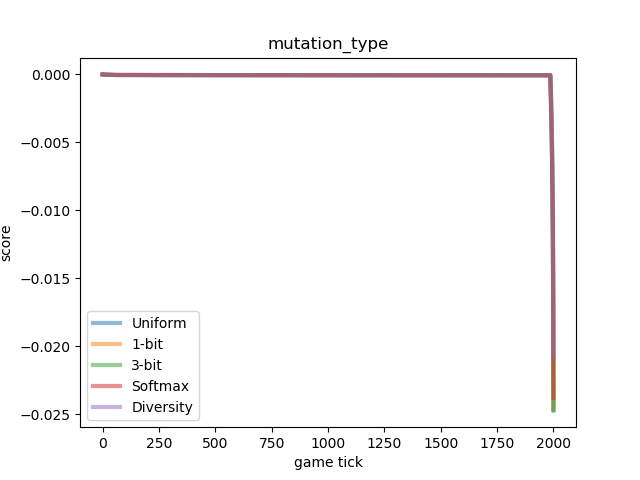 mutation_type
score
0.000
−0.005
−0.010
−0.015
−0.020
−0.025
Uniform
1-bit
3-bit
Softmax
Diversity
0 250 500 750 1000 1250 1500 1750 2000
game tick